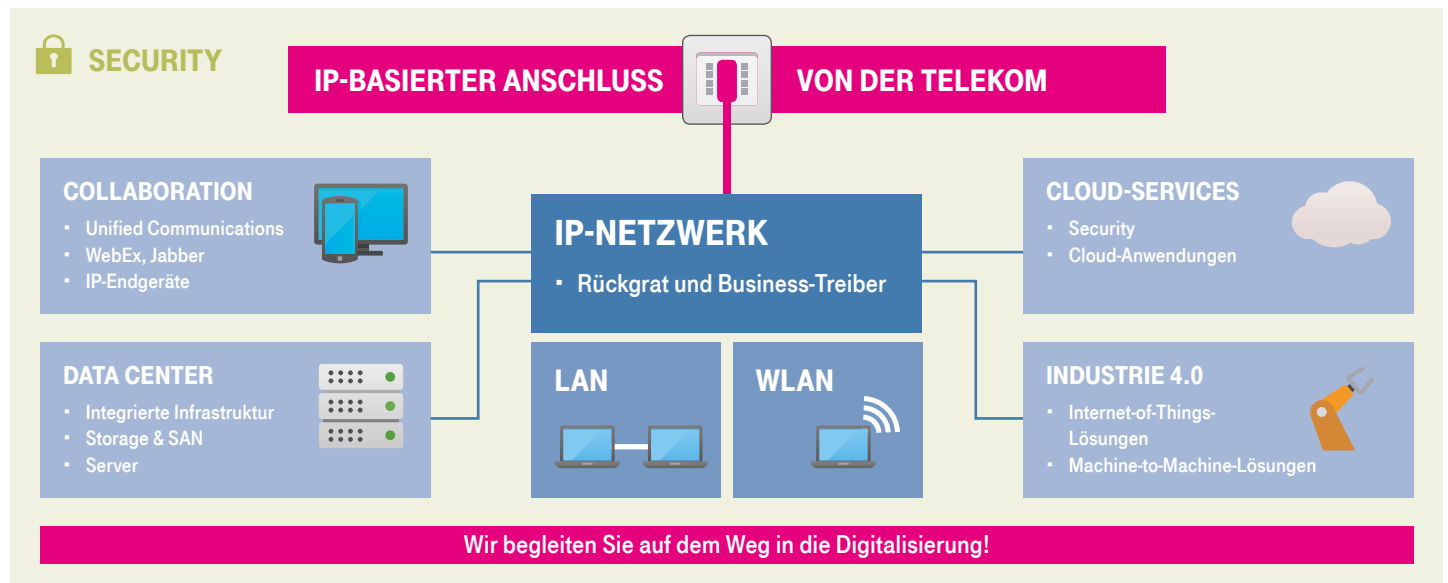 SECURITY
IP-BASIERTER ANSCHLUSS VON DER TELEKOM
COLLABORATION
▪ Unified Communications
▪ WebEx, Jabber
▪ IP-Endgeräte
IP-NETZWERK
▪ Rückgrat und Business-Treiber
CLOUD-SERVICES
▪ Security
▪ Cloud-Anwendungen
DATA CENTER
▪ Integrierte Infrastruktur
▪ Storage & SAN
▪ Server
LAN
WLAN
INDUSTRIE 4.0
▪ Internet-of-Things-
Lösungen
▪ Machine-to-Machine-Lösungen
Wir begleiten Sie auf dem Weg in die Digitalisierung!